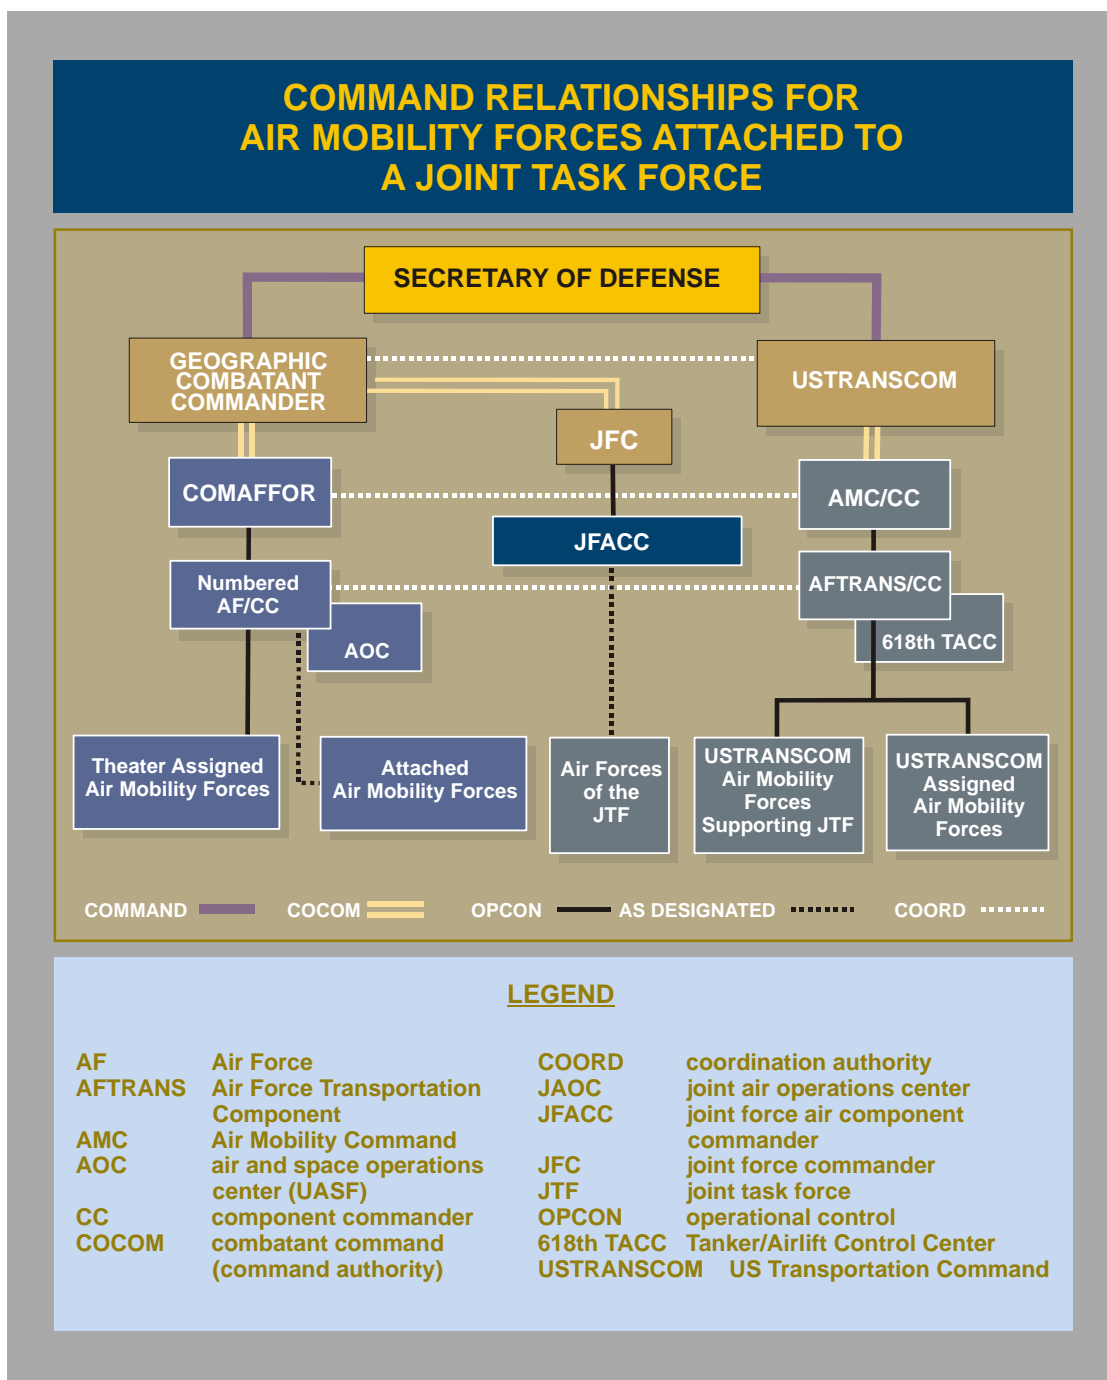 COMMAND RELATIONSHIPS FOR
AIR MOBILITY FORCES ATTACHED TO
A JOINT TASK FORCE
SECRETARY OF DEFENSE
GEOGRAPHIC
COMBATANT
COMMANDER
USTRANSCOM
JFC
COMAFFOR
AMC/CC
JFACC
Numbered
AF/CC
AOC
AFTRANS/CC
618th TACC
Theater Assigned
Air Mobility Forces
Attached
Air Mobility Forces
Air Forces
of the
JTF
USTRANSCOM
Air Mobility
Forces
Supporting JTF
USTRANSCOM
Assigned
Air Mobility
Forces
COMMAND
COCOM
OPCON
AS DESIGNATED
COORD
LEGEND
AF Air Force
AFTRANS Air Force Transportation
Component
AMC Air Mobility Command
AOC air and space operations
center (UASF)
CC component commander
COCOM combatant command
(command authority)
COORD coordination authority
JAOC joint air operations center
JFACC joint force air component
commander
JFC joint force commander
JTF joint task force
OPCON operational control
618th TACC Tanker/Airlift Control Center
USTRANSCOM US Transportation Command